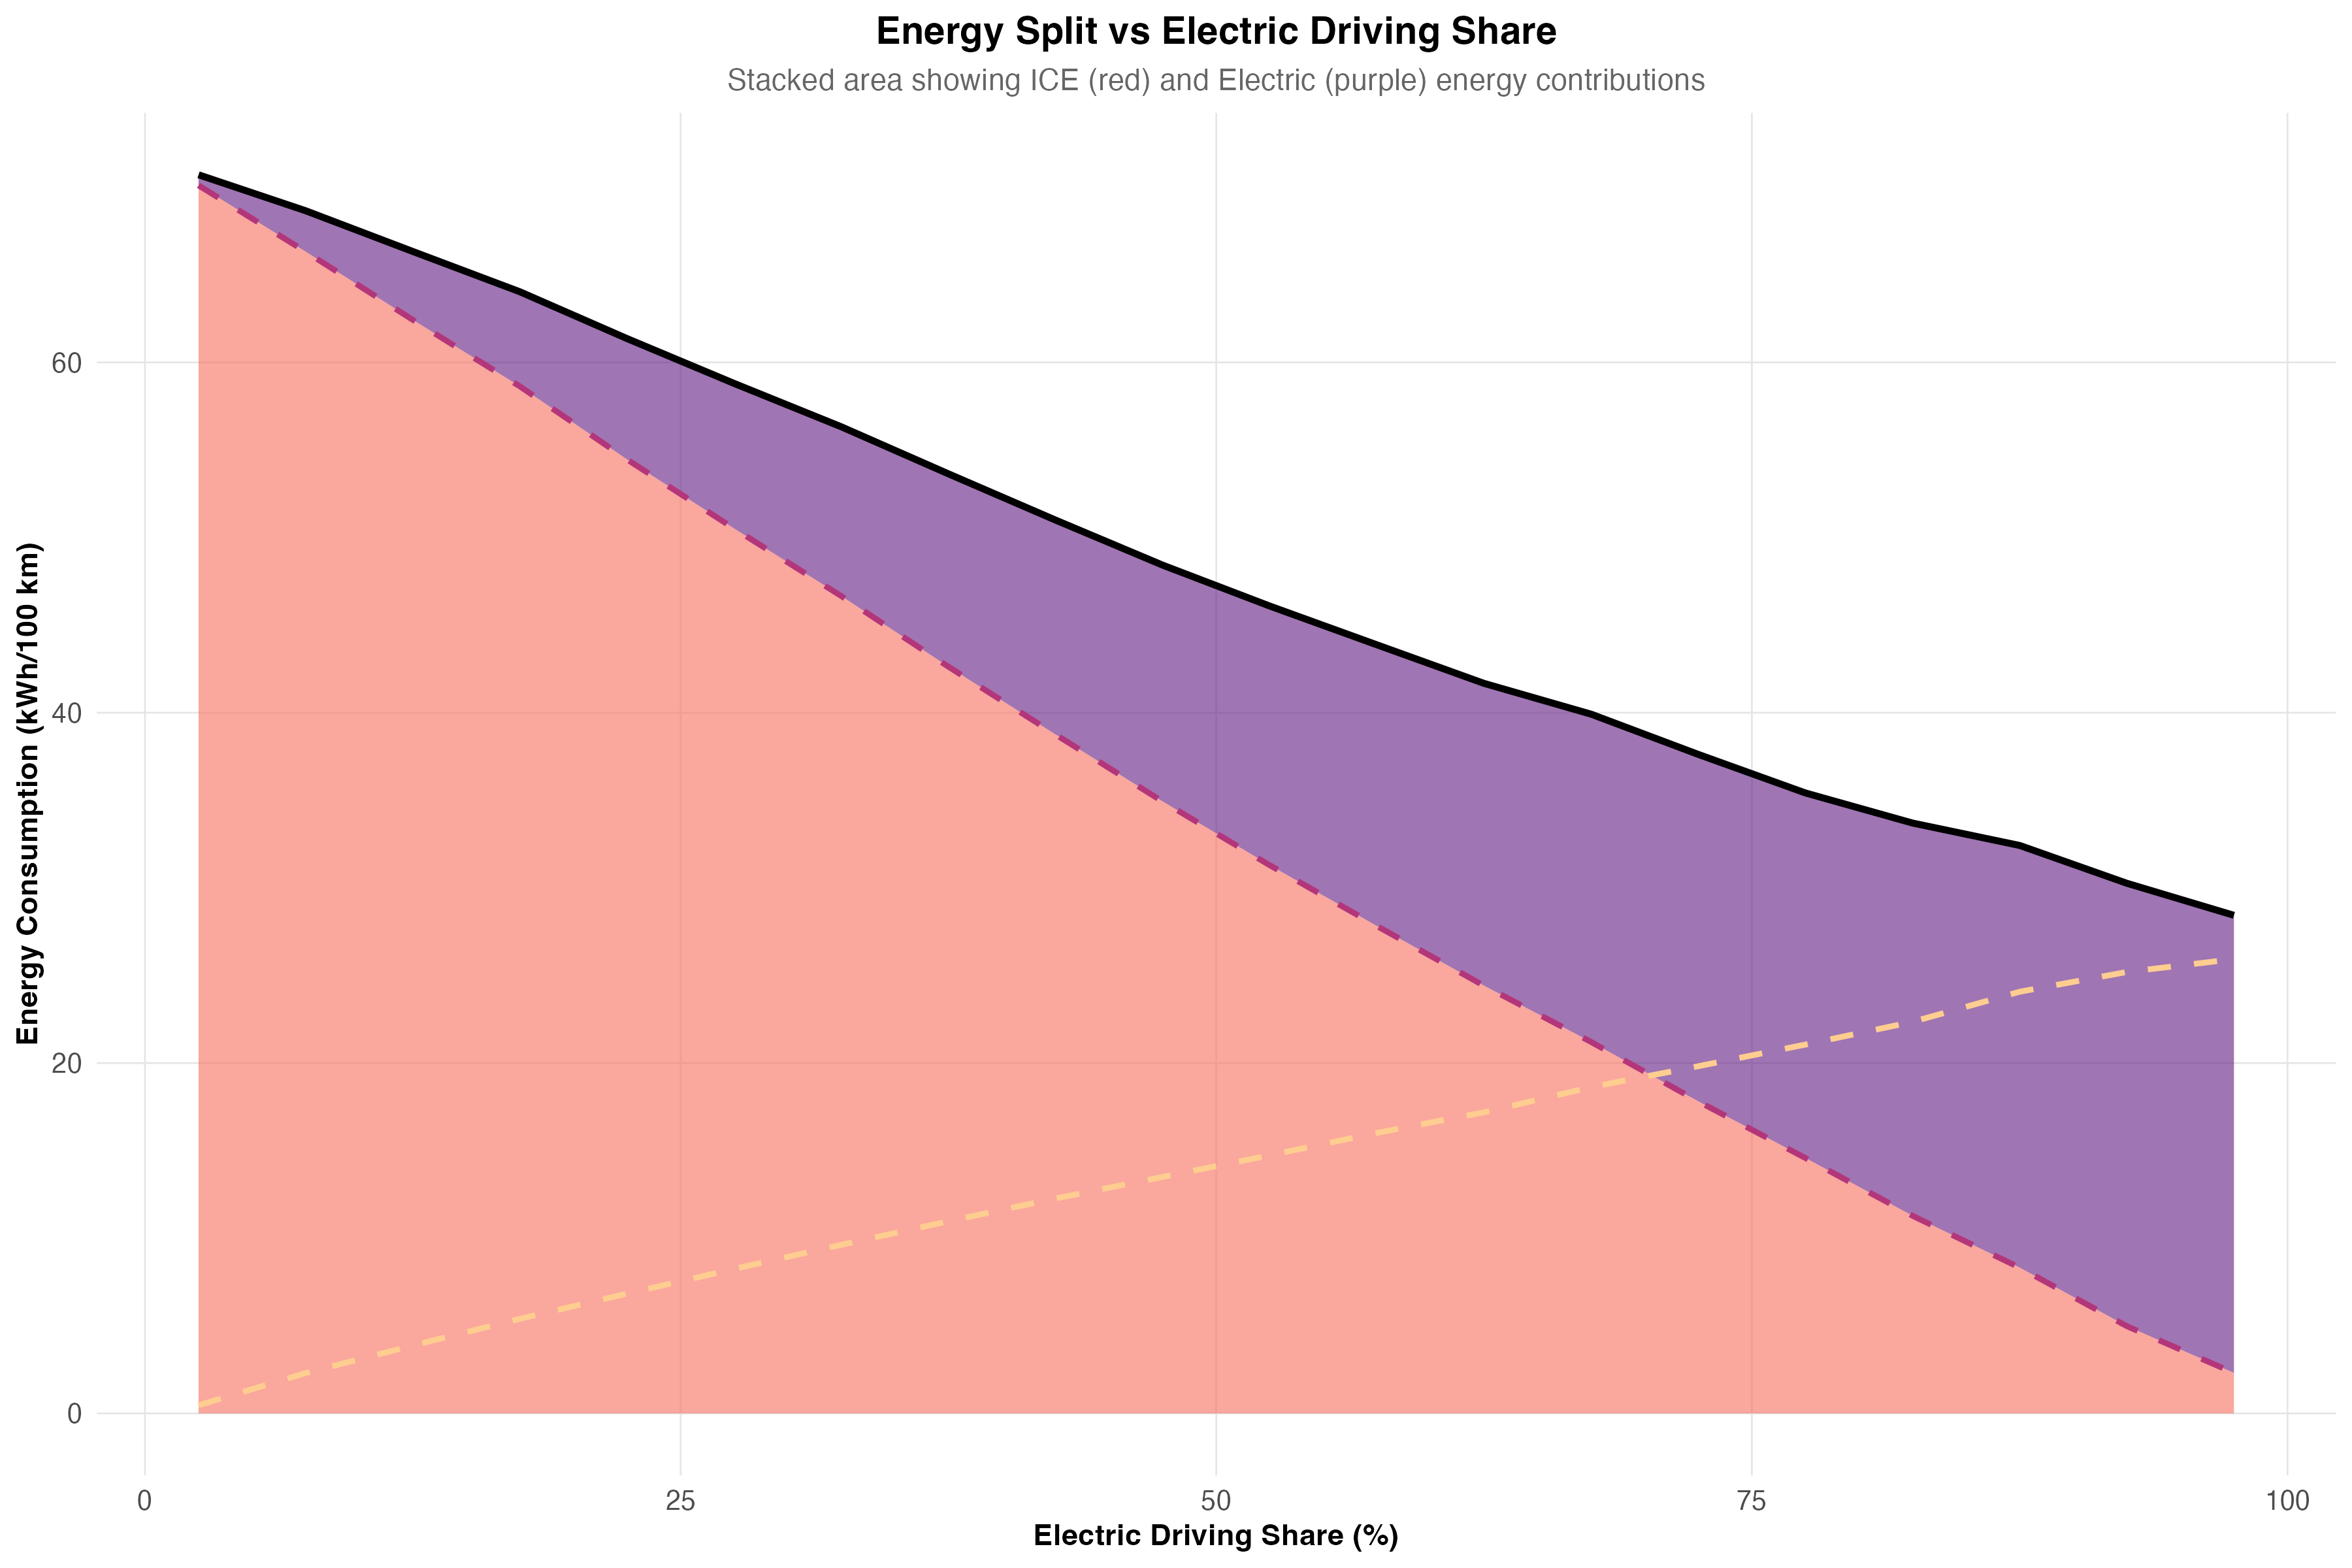 Energy Split vs Electric Driving Share
Stacked area showing ICE (red) and Electric (purple) energy contributions
Energy Consumption (kWh/100 km)
60
40
20
0
0 25 50 75 100
Electric Driving Share (%)